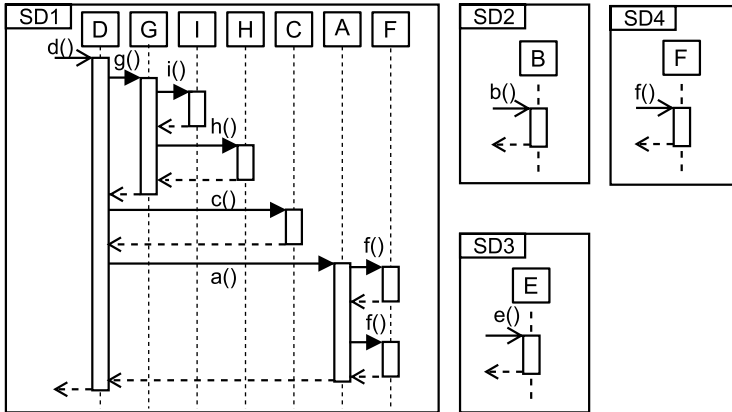 SD1
D G I H C A F
d()
g()
i()
h()
c()
a()
f()
f()
SD2
B
b()
SD4
F
f()
SD3
E
e()